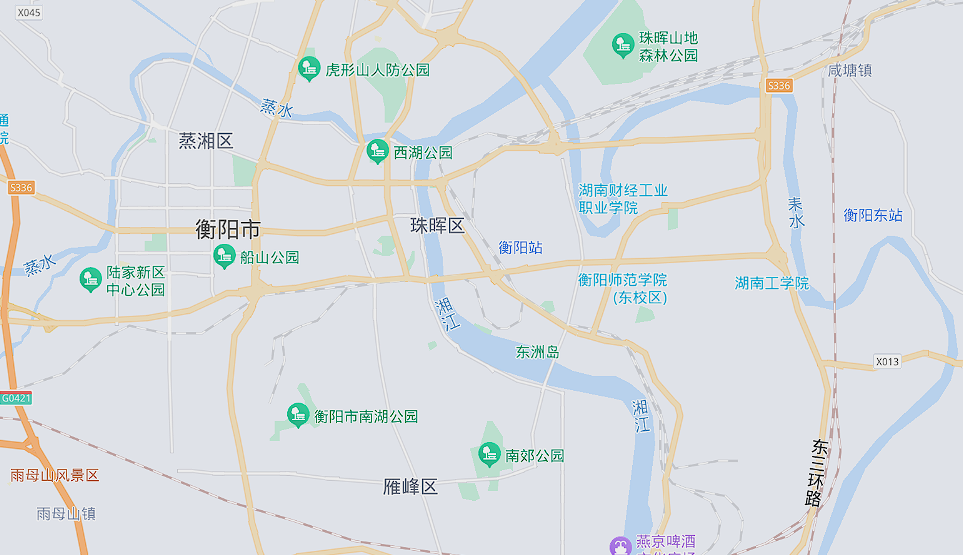 X045
珠晖山地
森林公园
虎形山人防公园
咸塘镇
S336
蒸水
通
院
蒸湘区
西湖公园
S336
湖南财经工业
职业学院
耒水
衡阳东站
衡阳市
珠晖区
衡阳站
船山公园
蒸水
陆家新区
中心公园
衡阳师范学院
(东校区)
湖南工学院
湘江
东洲岛
X013
G0421
衡阳市南湖公园
湘江
南郊公园
东三环路
雨母山风景区
雁峰区
雨母山镇
燕京啤酒